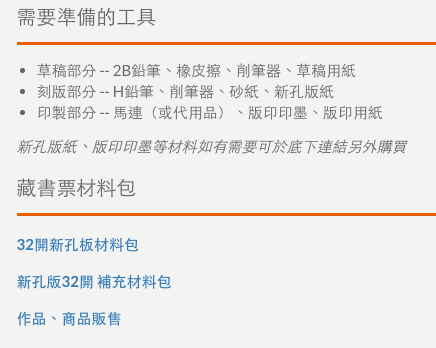 需要準備的工具
草稿部分 -- 2B鉛筆、橡皮擦、削筆器、草稿用紙
刻版部分 -- H鉛筆、削筆器、砂紙、新孔版紙
印製部分 -- 馬連（或代用品）、版印印墨、版印用紙
新孔版紙、版印印墨等材料如有需要可於底下連結另外購買
藏書票材料包
32開新孔板材料包
新孔版32開 補充材料包
作品、商品販售